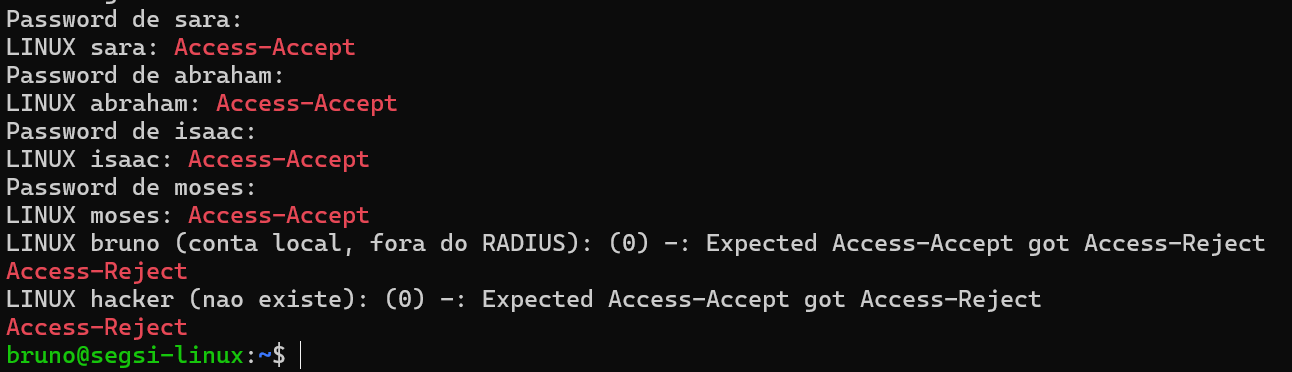 Password de sara:
LINUX sara: Access-Accept
Password de abraham:
LINUX abraham: Access-Accept
Password de isaac:
LINUX isaac: Access-Accept
Password de moses:
LINUX moses: Access-Accept
LINUX bruno (conta local, fora do RADIUS): (0) -: Expected Access-Accept got Access-Reject
Access-Reject
LINUX hacker (nao existe): (0) -: Expected Access-Accept got Access-Reject
Access-Reject
bruno@segsi-linux:~$